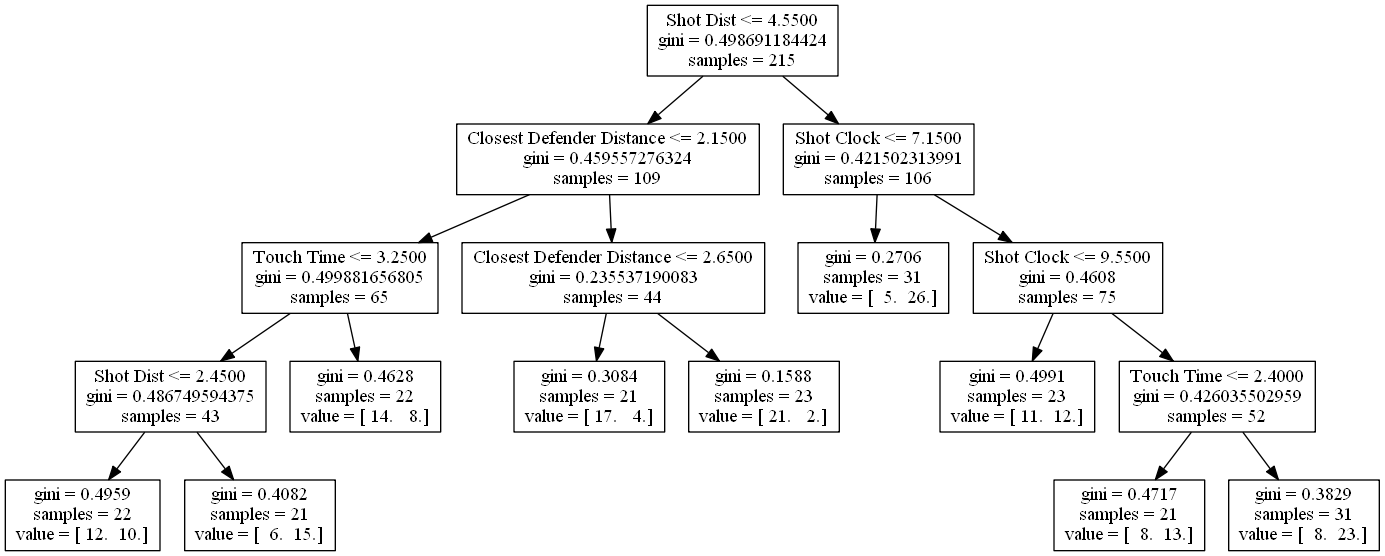 Shot Dist <= 4.5500
gini = 0.498691184424
samples = 215
Closest Defender Distance <= 2.1500
gini = 0.459557276324
samples = 109
Shot Clock <= 7.1500
gini = 0.421502313991
samples = 106
Touch Time <= 3.2500
gini = 0.499881656805
samples = 65
Closest Defender Distance <= 2.6500
gini = 0.235537190083
samples = 44
gini = 0.2706
samples = 31
value = [  5.  26.]
Shot Clock <= 9.5500
gini = 0.4608
samples = 75
Shot Dist <= 2.4500
gini = 0.486749594375
samples = 43
gini = 0.4628
samples = 22
value = [ 14.   8.]
gini = 0.3084
samples = 21
value = [ 17.   4.]
gini = 0.1588
samples = 23
value = [ 21.   2.]
gini = 0.4991
samples = 23
value = [ 11.  12.]
Touch Time <= 2.4000
gini = 0.426035502959
samples = 52
gini = 0.4959
samples = 22
value = [ 12.  10.]
gini = 0.4082
samples = 21
value = [  6.  15.]
gini = 0.4717
samples = 21
value = [  8.  13.]
gini = 0.3829
samples = 31
value = [  8.  23.]